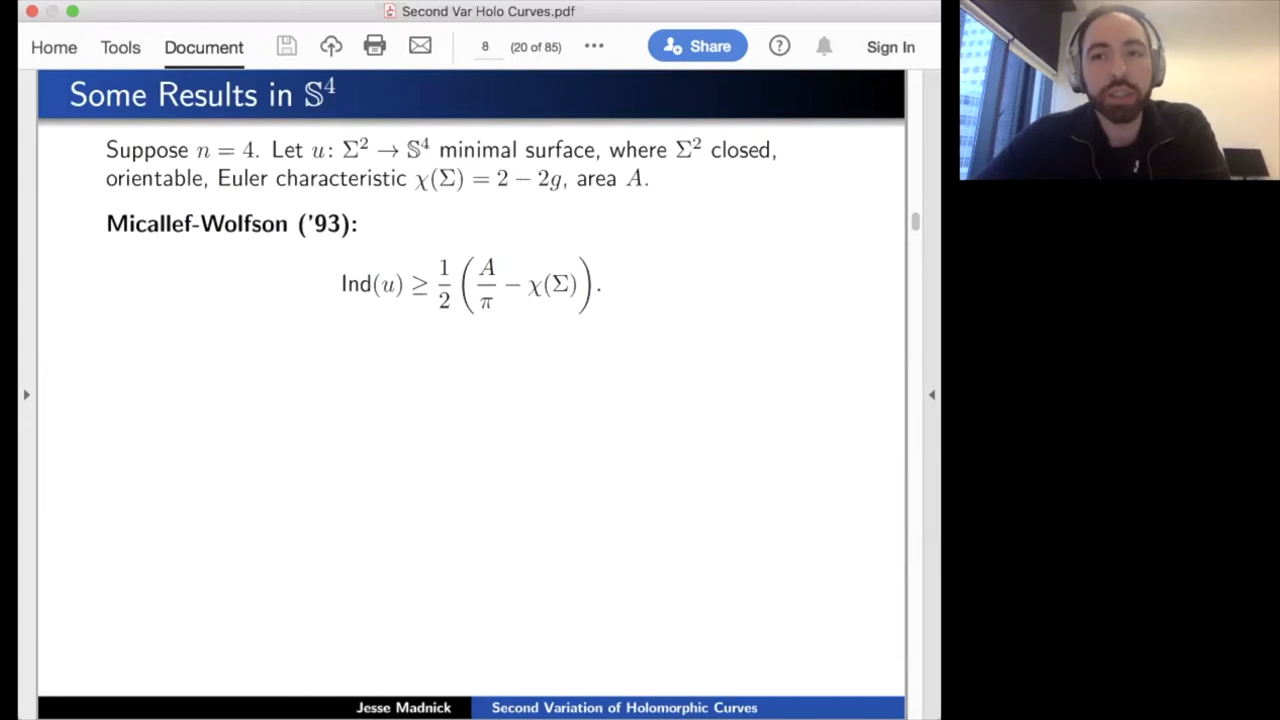 Second Var Holo Curves.pdf
Home Tools Document 8 (20 of 85) Share ? Sign In
Some Results in 𝕊⁴
Suppose n = 4. Let u: Σ² → 𝕊⁴ minimal surface, where Σ² closed,
orientable, Euler characteristic χ(Σ) = 2 − 2g, area A.
Micallef-Wolfson ('93):
Ind(u) ≥ 1/2 (A/π − χ(Σ)).
Jesse Madnick Second Variation of Holomorphic Curves